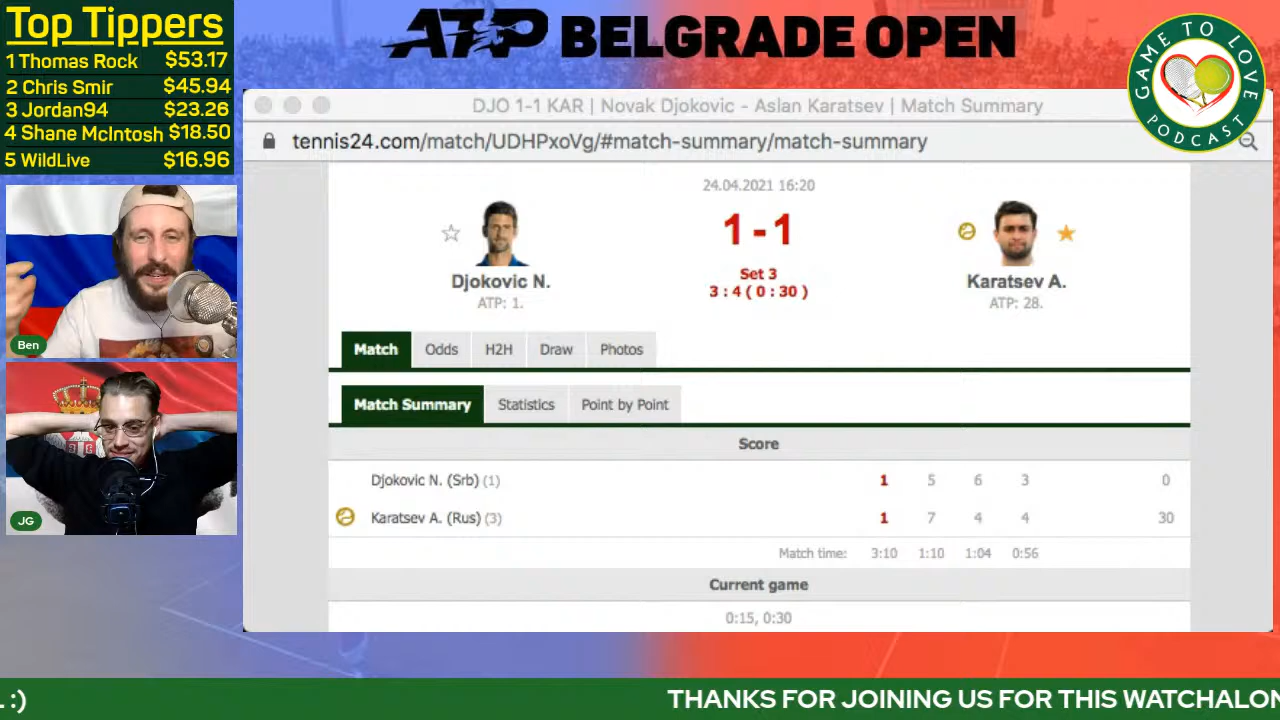 Top Tippers
1 Thomas Rock $53.17
2 Chris Smir $45.94
3 Jordan94 $23.26
4 Shane McIntosh $18.50
5 WildLive $16.96
ATP BELGRADE OPEN
GAME TO LOVE
PODCAST
DJO 1-1 KAR | Novak Djokovic - Aslan Karatsev | Match Summary
tennis24.com/match/UDHPxoVg/#match-summary/match-summary
24.04.2021 16:20
1 - 1
Set 3
3 : 4 ( 0 : 30 )
Djokovic N.
ATP: 1.
Karatsev A.
ATP: 28.
Ben
Match Odds H2H Draw Photos
Match Summary Statistics Point by Point
Score
Djokovic N. (Srb) (1) 1 5 6 3 0
JG
Karatsev A. (Rus) (3) 1 7 4 4 30
Match time: 3:10 1:10 1:04 0:56
Current game
0:15, 0:30
:) THANKS FOR JOINING US FOR THIS WATCHALON